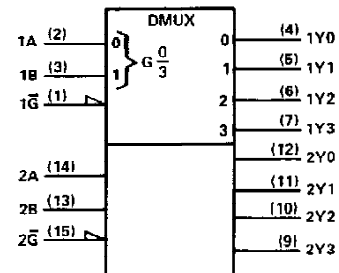 DMUX
1A (2) 0 G 0/3 0 (4) 1Y0
1B (3) 1 1 (5) 1Y1
1G̅ (1) 2 (6) 1Y2
3 (7) 1Y3
(12) 2Y0
2A (14) (11) 2Y1
2B (13) (10) 2Y2
2G̅ (15) (9) 2Y3